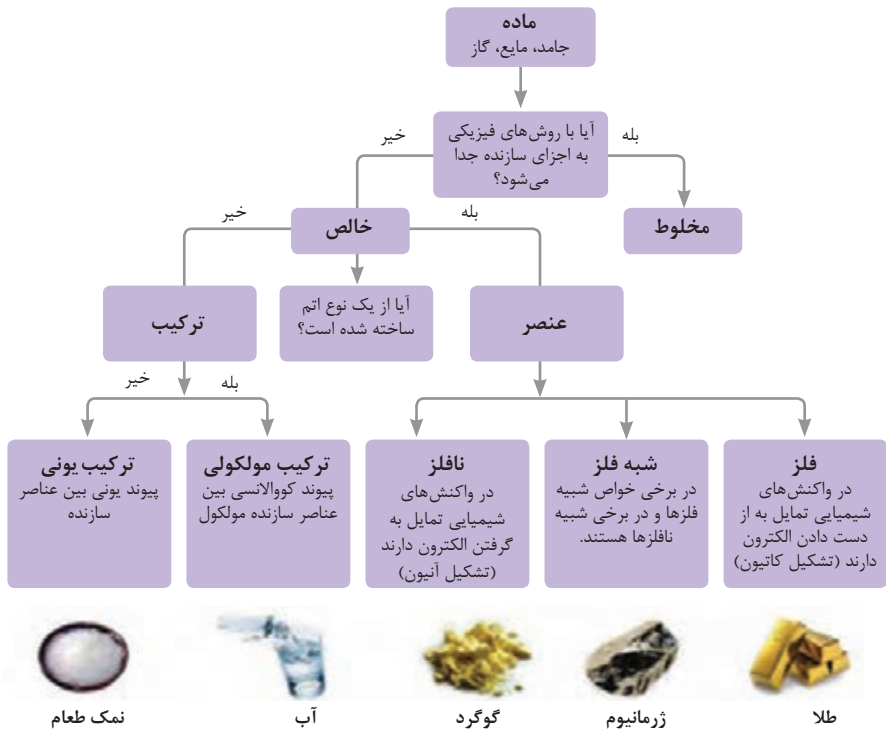 ماده
جامد، مایع، گاز
بله
خیر
آیا با روش‌های فیزیکی
به اجزای سازنده جدا
می‌شود؟
مخلوط
خالص
بله
خیر
عنصر
آیا از یک نوع اتم
ساخته شده است؟
ترکیب
بله
خیر
فلز
در واکنش‌های
شیمیایی تمایل به از
دست دادن الکترون
دارند (تشکیل کاتیون)
شبه فلز
در برخی خواص شبیه
فلزها و در برخی شبیه
نافلزها هستند.
نافلز
در واکنش‌های
شیمیایی تمایل به
گرفتن الکترون دارند
(تشکیل آنیون)
ترکیب مولکولی
پیوند کووالانسی بین
عناصر سازنده مولکول
ترکیب یونی
پیوند یونی بین عناصر
سازنده
طلا
ژرمانیوم
گوگرد
آب
نمک طعام